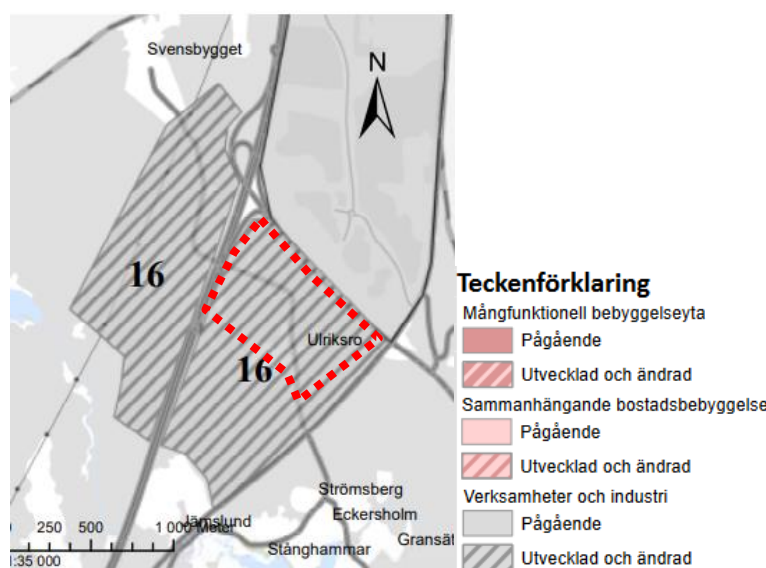 Svensbygget
N
16
Ulriksro
16
Strömsberg
Eckersholm
Gransät
Jämslund
Stånghammar
250 500 1 000 Meter
1:35 000
Teckenförklaring
Mångfunktionell bebyggelseyta
Pågående
Utvecklad och ändrad
Sammanhängande bostadsbebyggelse
Pågående
Utvecklad och ändrad
Verksamheter och industri
Pågående
Utvecklad och ändrad